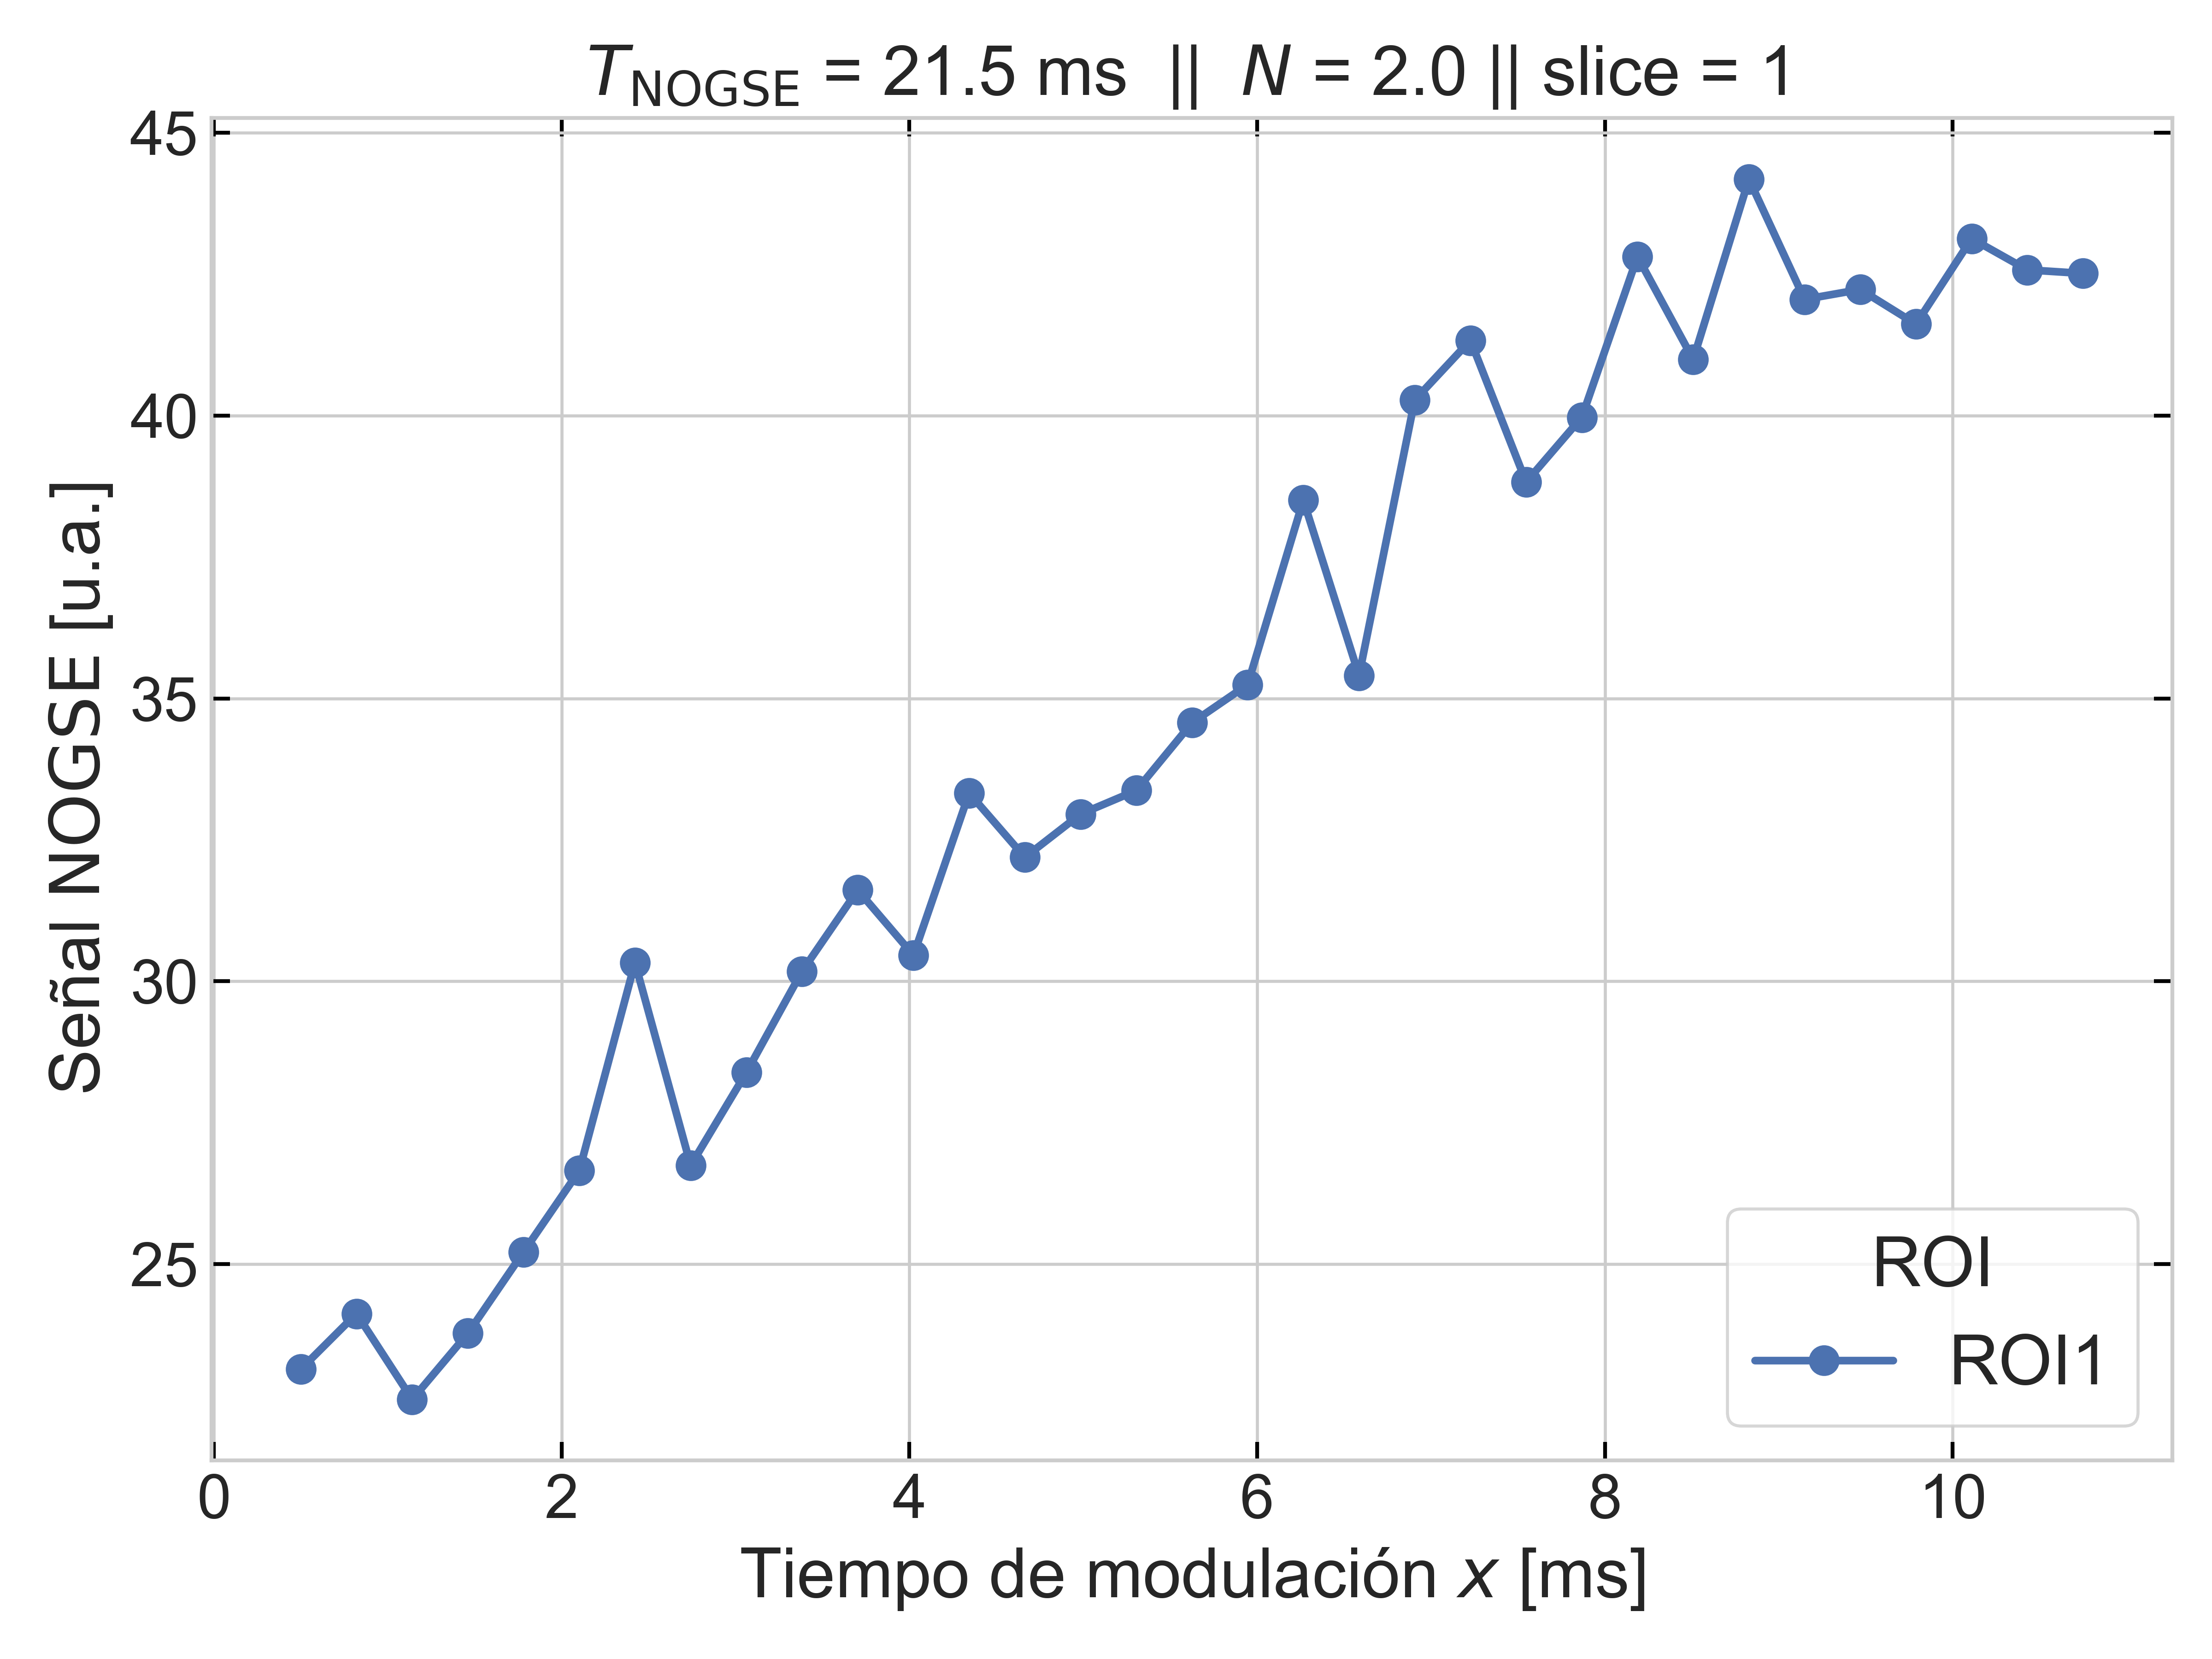 T_NOGSE = 21.5 ms || N = 2.0 || slice = 1
Señal NOGSE [u.a.]
45
40
35
30
25
0 2 4 6 8 10
Tiempo de modulación x [ms]
ROI
ROI1